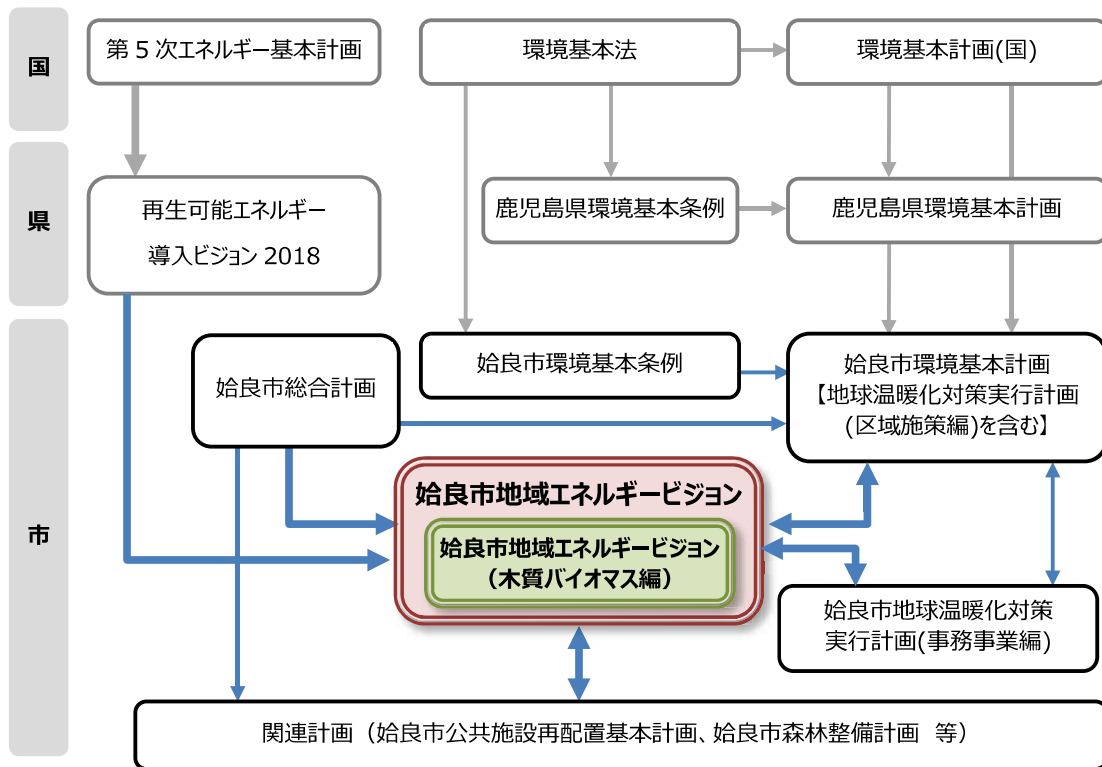 国
第5次エネルギー基本計画
環境基本法
環境基本計画(国)
県
再生可能エネルギー
導入ビジョン 2018
鹿児島県環境基本条例
鹿児島県環境基本計画
市
姶良市総合計画
姶良市環境基本条例
姶良市環境基本計画
【地球温暖化対策実行計画
(区域施策編)を含む】
姶良市地域エネルギービジョン
姶良市地域エネルギービジョン
（木質バイオマス編）
姶良市地球温暖化対策
実行計画(事務事業編)
関連計画（姶良市公共施設再配置基本計画、姶良市森林整備計画 等）